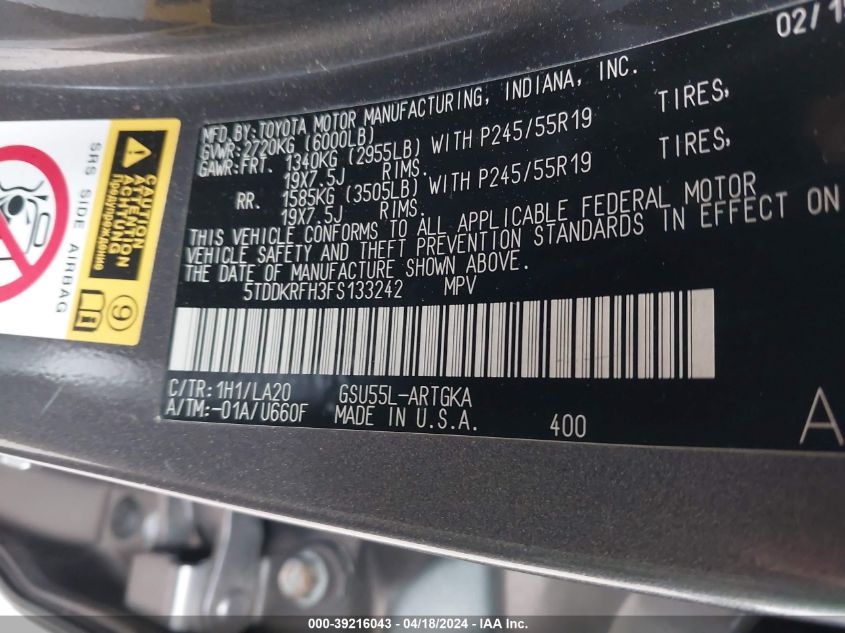 02/1
MFD.BY:TOYOTA MOTOR MANUFACTURING, INDIANA, INC.
GVWR:2720KG (6000LB)
GAWR:FRT. 1340KG (2955LB) WITH P245/55R19 TIRES,
19X7.5J RIMS.
RR. 1585KG (3505LB) WITH P245/55R19 TIRES,
19X7.5J RIMS.
THIS VEHICLE CONFORMS TO ALL APPLICABLE FEDERAL MOTOR
VEHICLE SAFETY AND THEFT PREVENTION STANDARDS IN EFFECT ON
THE DATE OF MANUFACTURE SHOWN ABOVE.
5TDDKRFH3FS133242 MPV
C/TR:1H1/LA20 GSU55L-ARTGKA
A/TM:-01A/U660F MADE IN U.S.A. 400
A
SRS SIDE AIRBAG
CAUTION
ATENCION
ACHTUNG
Предупреждение
9
000-39216043 - 04/18/2024 - IAA Inc.